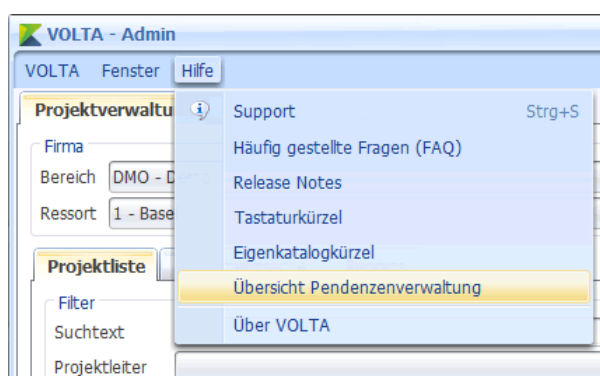 VOLTA - Admin
VOLTA Fenster Hilfe
Projektverwaltu
Support Strg+S
Firma
Häufig gestellte Fragen (FAQ)
Bereich DMO - D
Release Notes
Ressort 1 - Base
Tastaturkürzel
Eigenkatalogkürzel
Projektliste
Übersicht Pendenzenverwaltung
Filter
Suchtext
Über VOLTA
Projektleiter